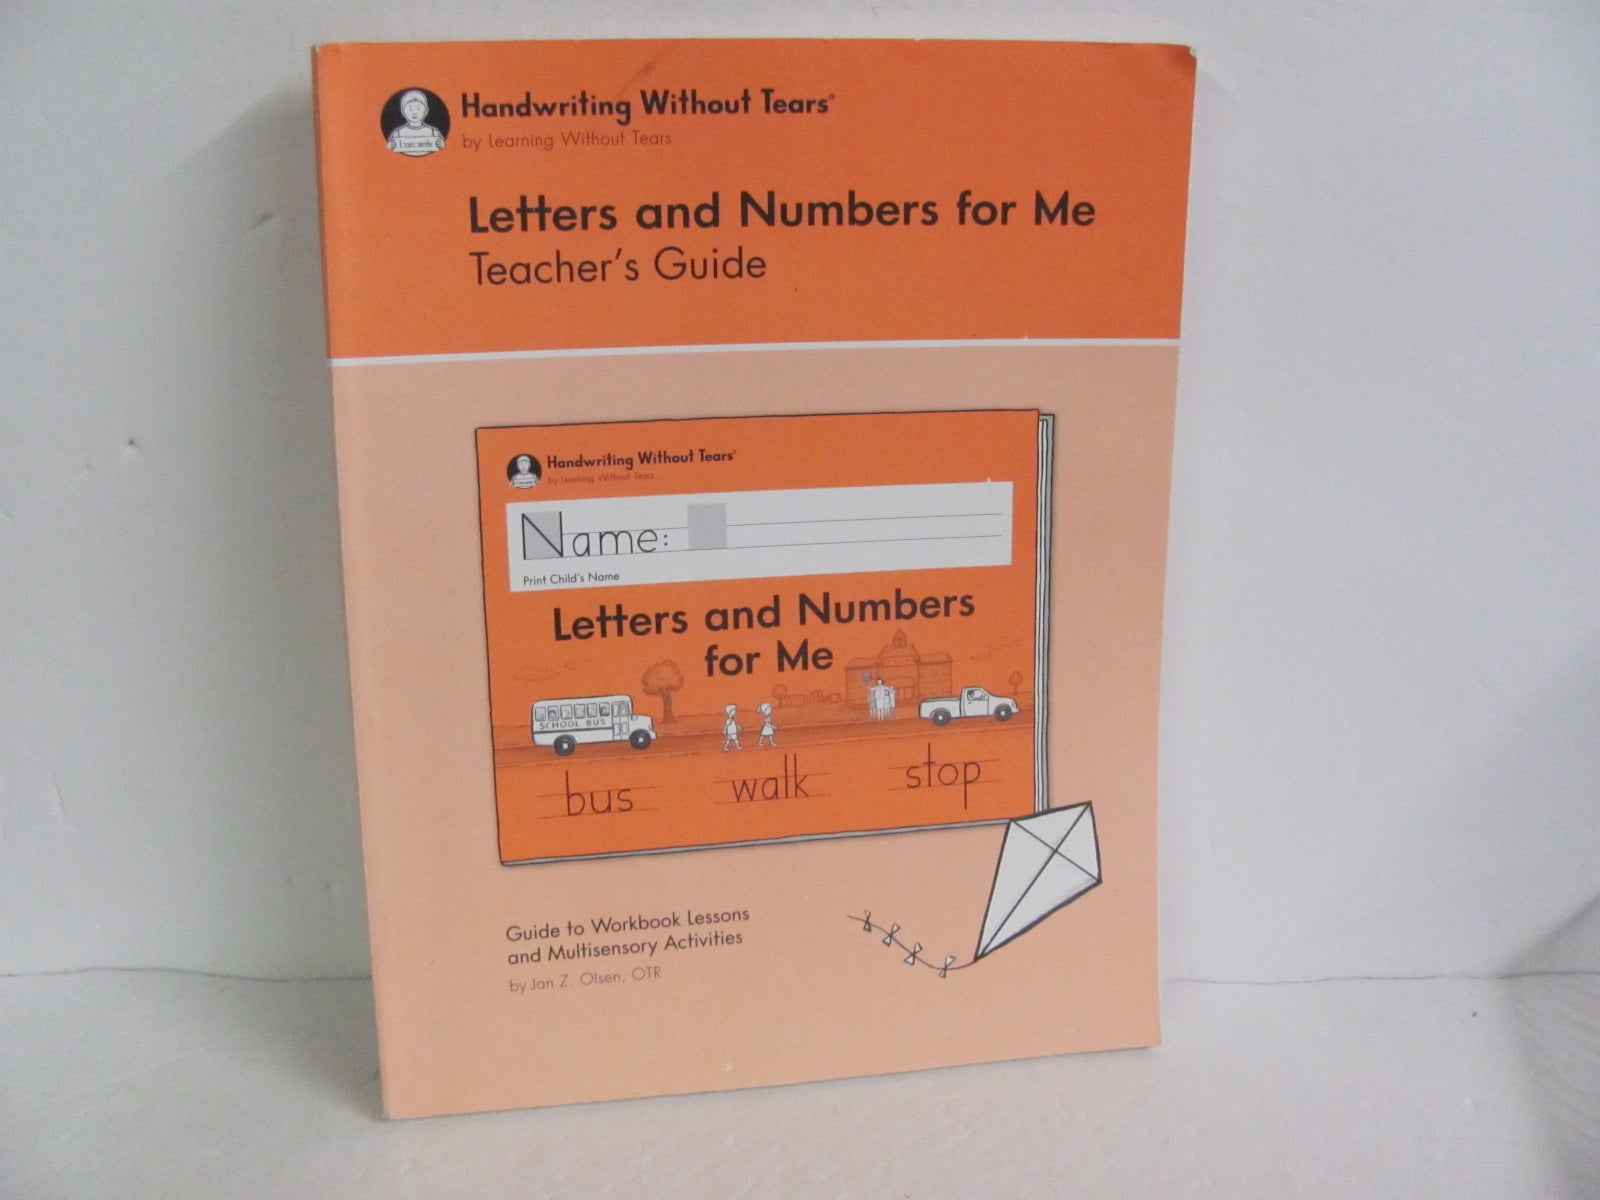 Handwriting Without Tears®
by Learning Without Tears
I can write
Letters and Numbers for Me
Teacher's Guide
Handwriting Without Tears®
by Learning Without Tears
Name:
Print Child's Name
Letters and Numbers
for Me
SCHOOL BUS
bus walk stop
Guide to Workbook Lessons
and Multisensory Activities
by Jan Z. Olsen, OTR